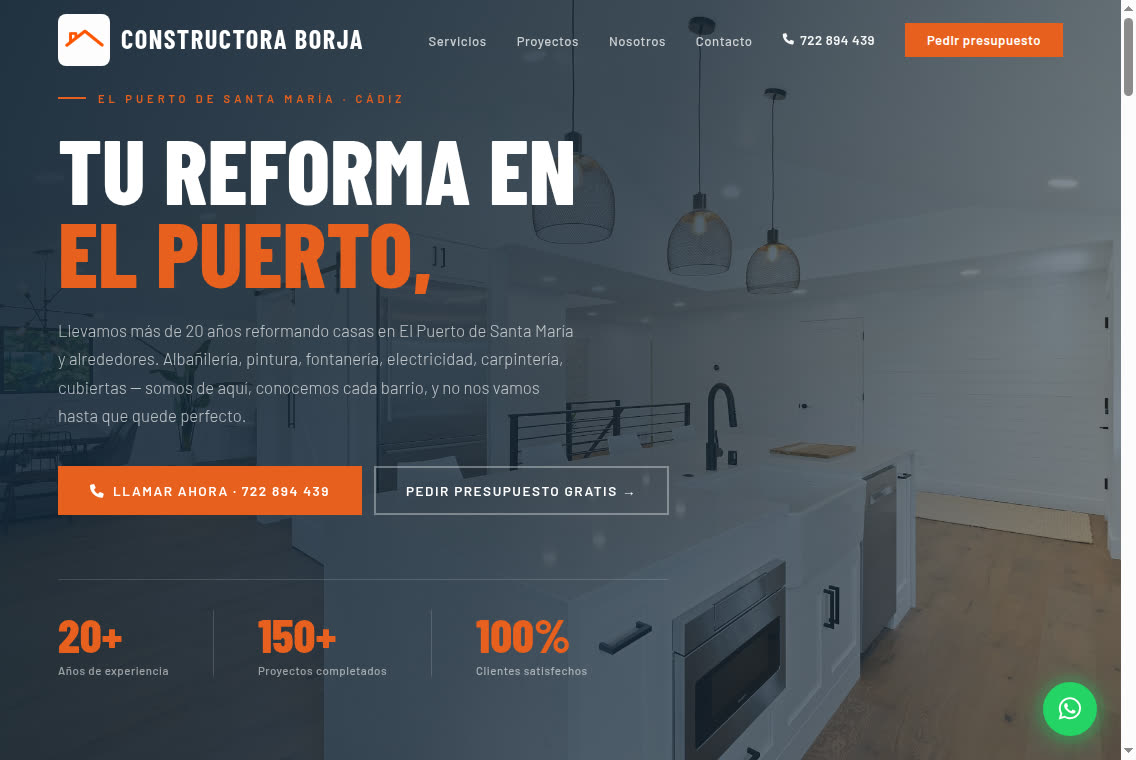 CONSTRUCTORA BORJA
Servicios
Proyectos
Nosotros
Contacto
722 894 439
Pedir presupuesto
EL PUERTO DE SANTA MARÍA · CÁDIZ
TU REFORMA EN
EL PUERTO,
Llevamos más de 20 años reformando casas en El Puerto de Santa María
y alrededores. Albañilería, pintura, fontanería, electricidad, carpintería,
cubiertas — somos de aquí, conocemos cada barrio, y no nos vamos
hasta que quede perfecto.
LLAMAR AHORA · 722 894 439
PEDIR PRESUPUESTO GRATIS →
20+
Años de experiencia
150+
Proyectos completados
100%
Clientes satisfechos